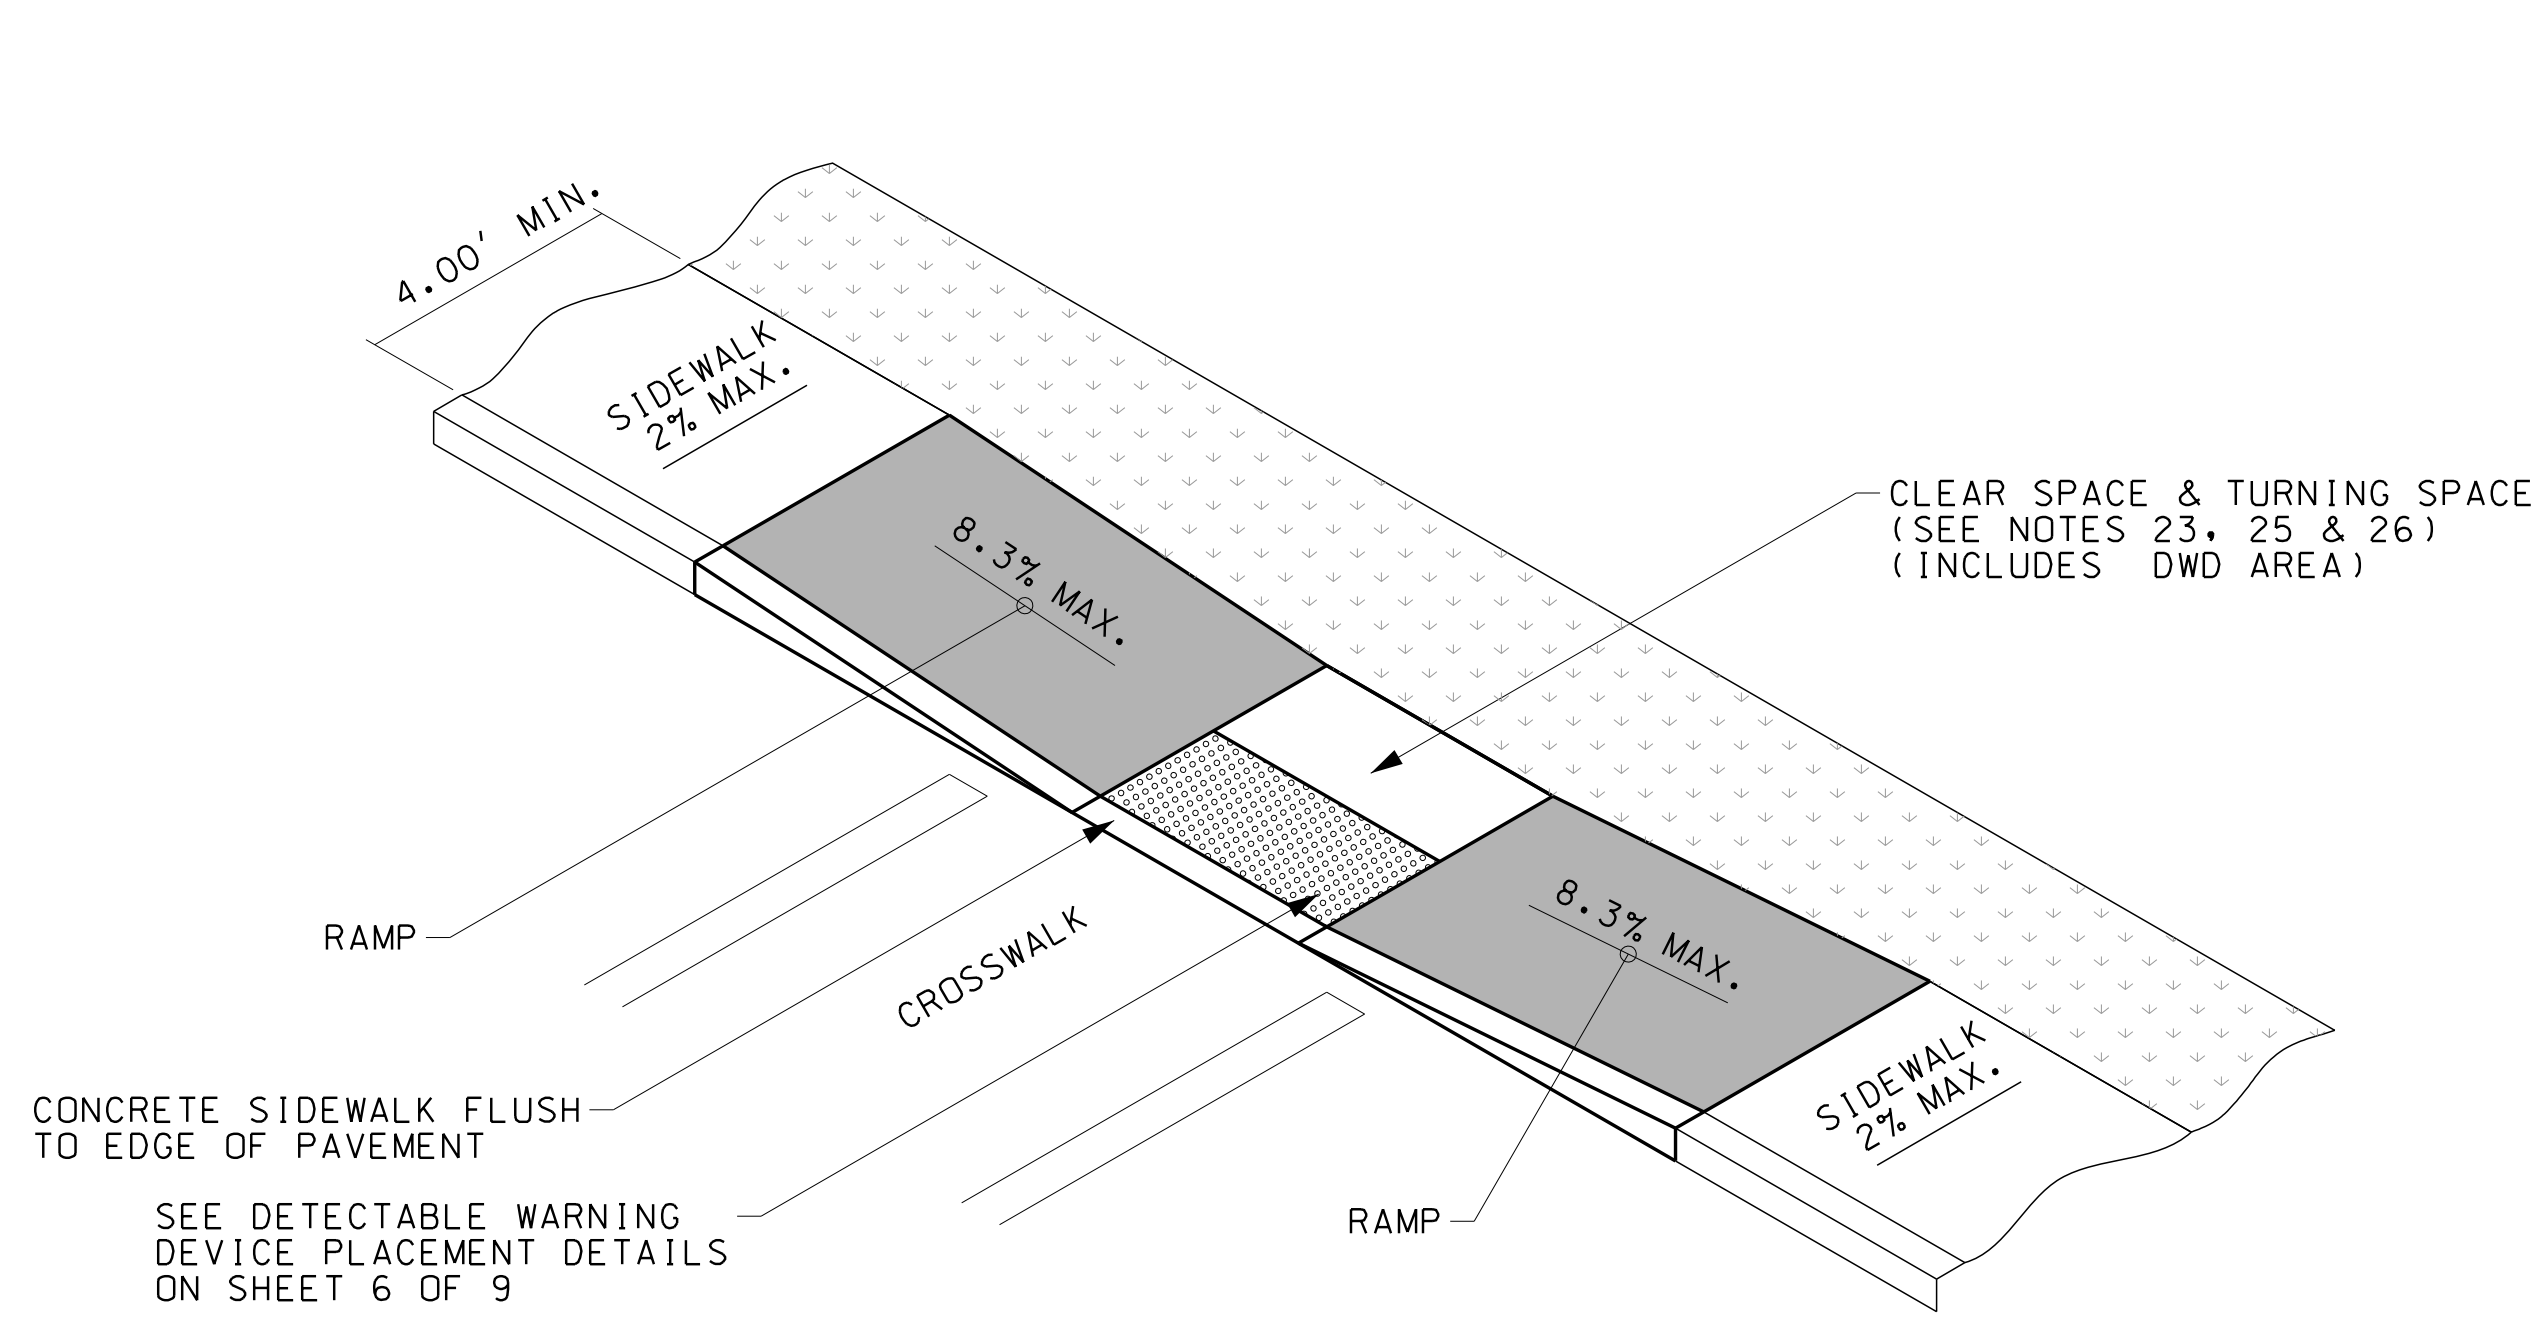 4.00' MIN.
SIDEWALK
2% MAX.
8.3% MAX.
CLEAR SPACE & TURNING SPACE
(SEE NOTES 23, 25 & 26)
(INCLUDES DWD AREA)
RAMP
8.3% MAX.
CROSSWALK
SIDEWALK
2% MAX.
CONCRETE SIDEWALK FLUSH
TO EDGE OF PAVEMENT
SEE DETECTABLE WARNING
DEVICE PLACEMENT DETAILS
ON SHEET 6 OF 9
RAMP